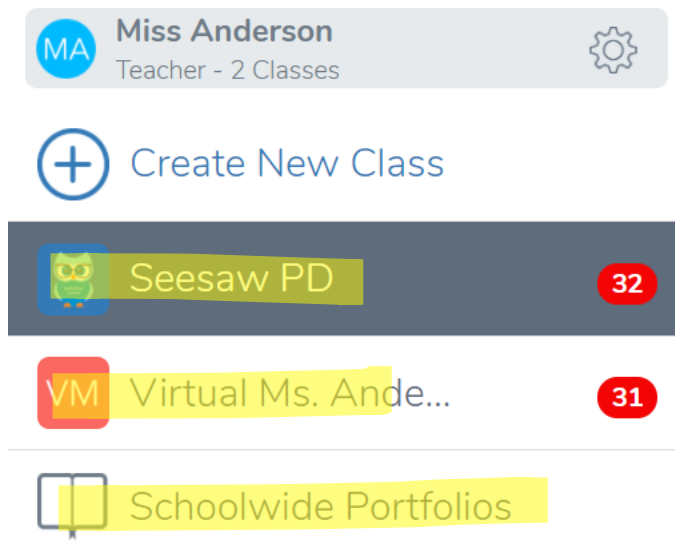 MA
Miss Anderson
Teacher - 2 Classes
Create New Class
Seesaw PD
32
VM
Virtual Ms. Ande...
31
Schoolwide Portfolios